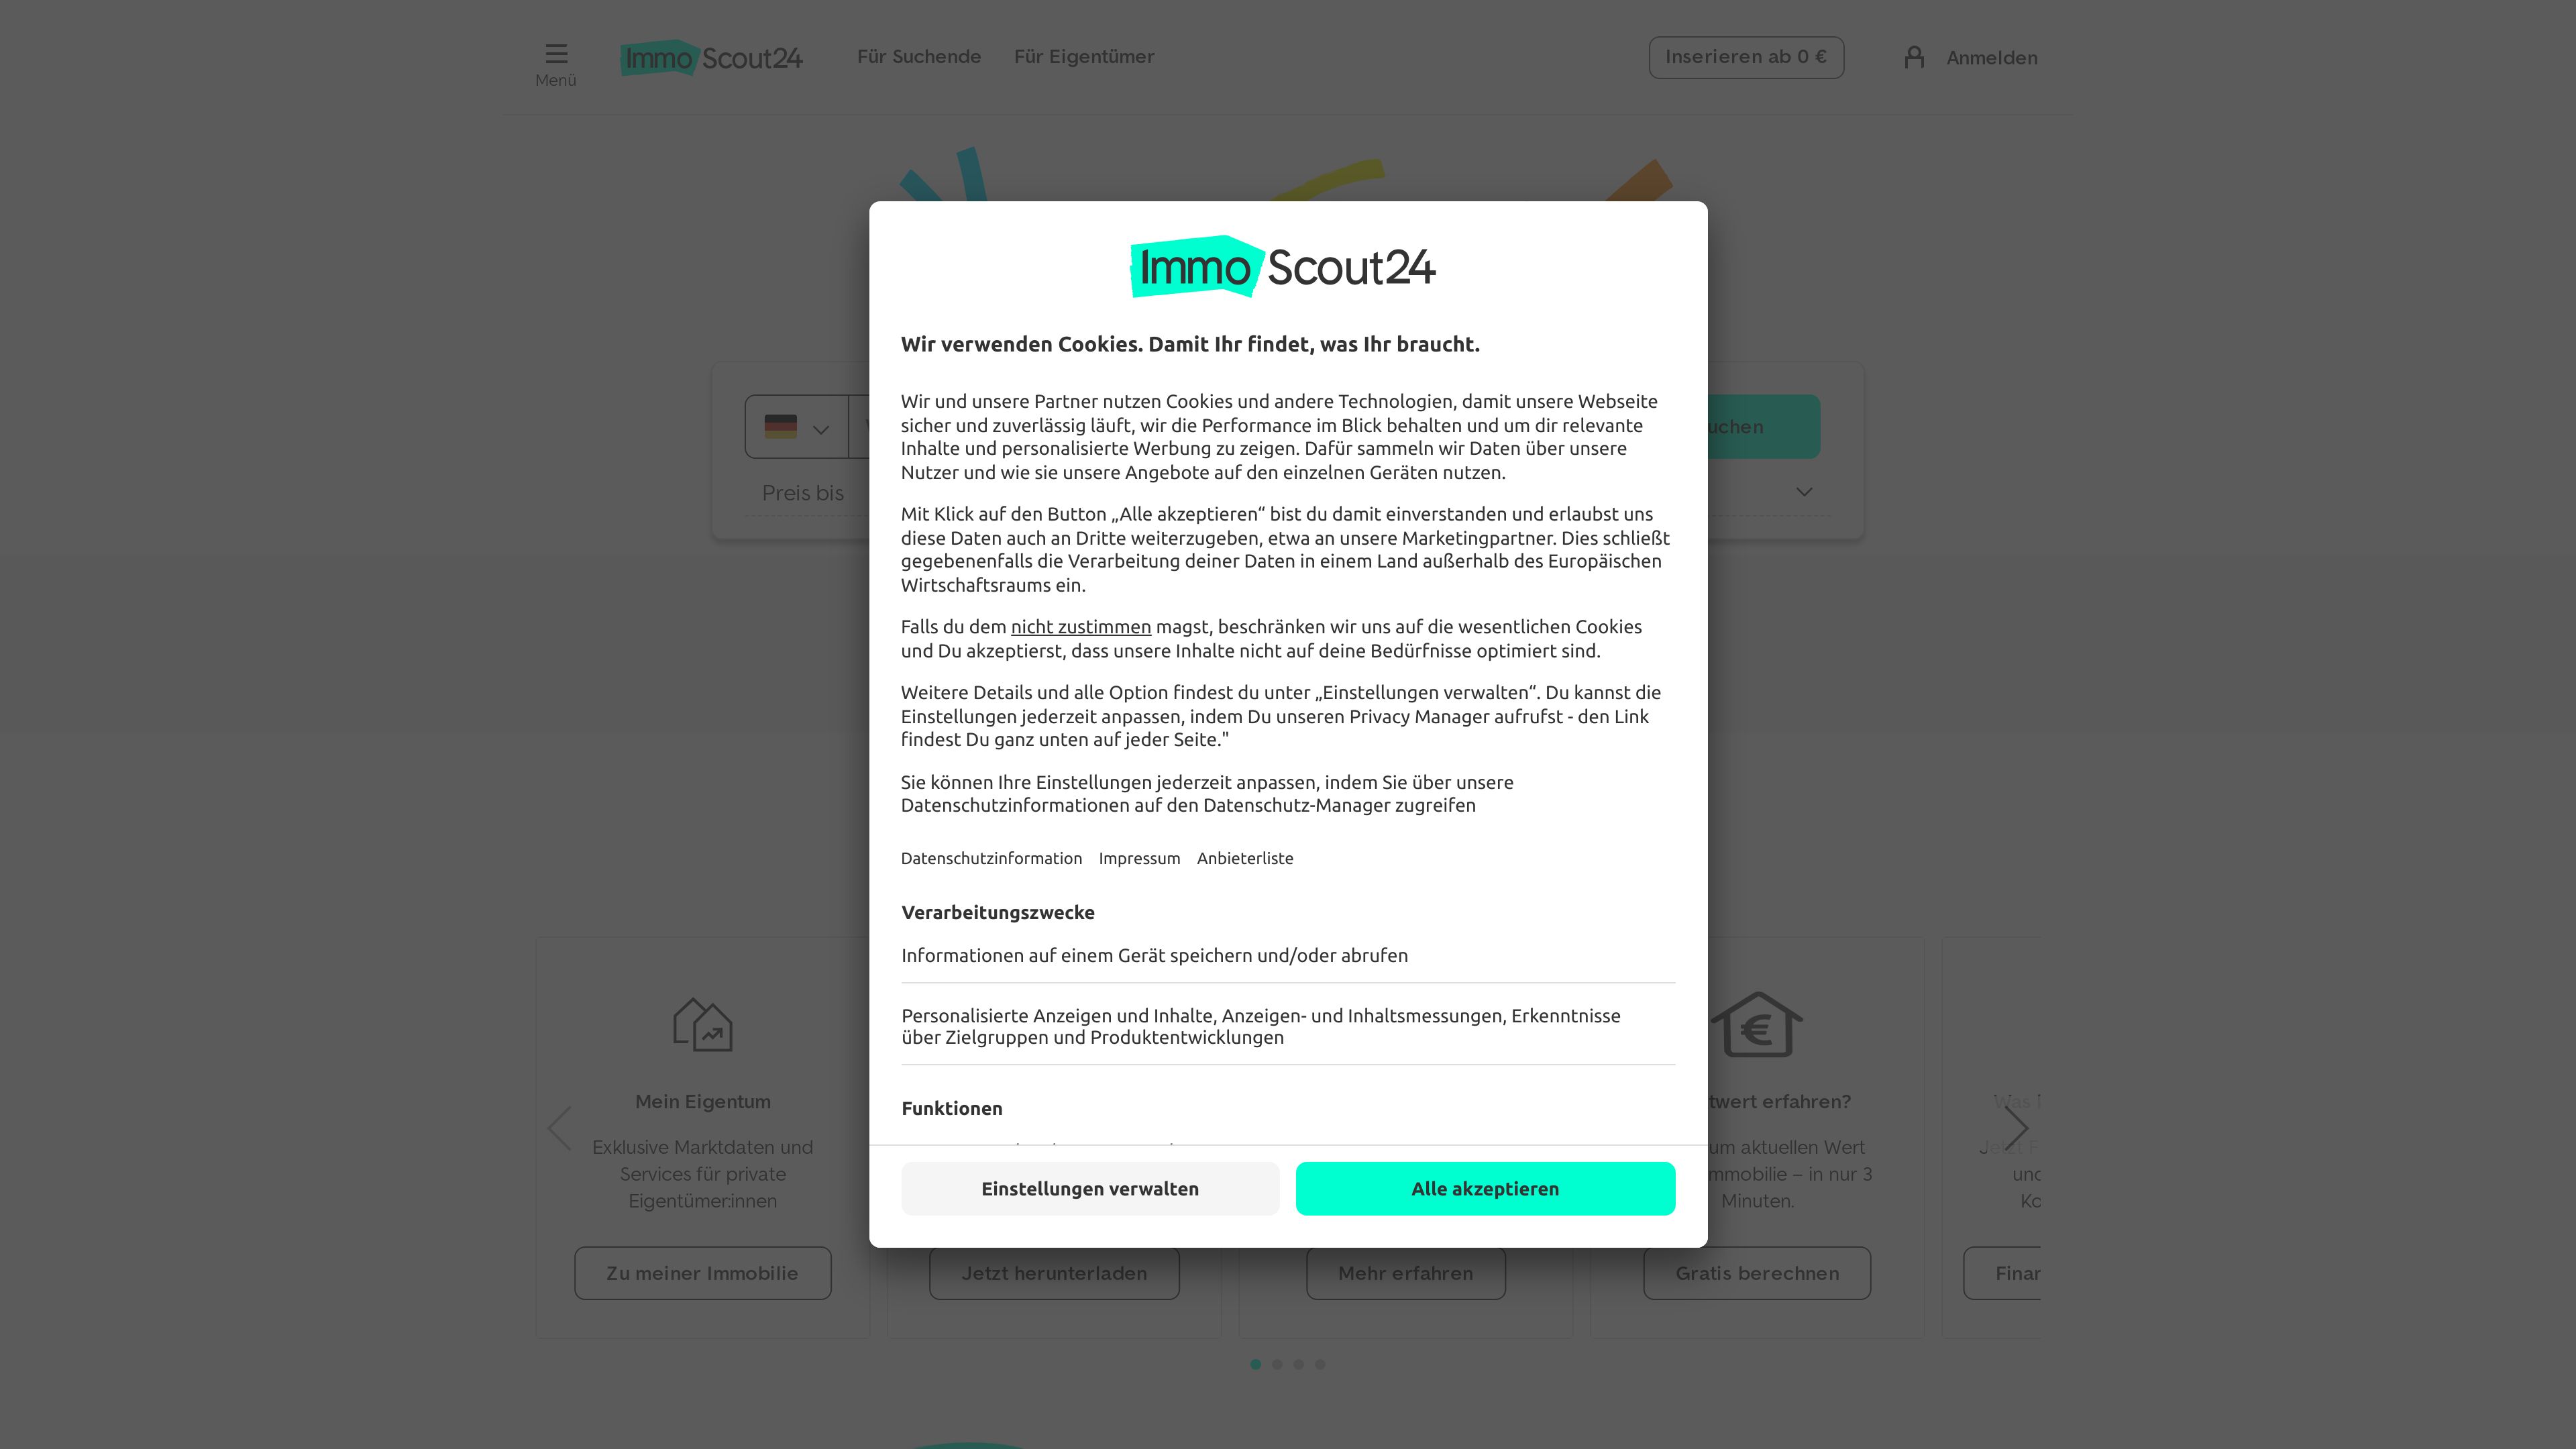 Menü
ImmoScout24
Für Suchende
Für Eigentümer
Inserieren ab 0 €
Anmelden
ImmoScout24
Wir verwenden Cookies. Damit Ihr findet, was Ihr braucht.
Wir und unsere Partner nutzen Cookies und andere Technologien, damit unsere Webseite
sicher und zuverlässig läuft, wir die Performance im Blick behalten und um dir relevante
Inhalte und personalisierte Werbung zu zeigen. Dafür sammeln wir Daten über unsere
Nutzer und wie sie unsere Angebote auf den einzelnen Geräten nutzen.
Mit Klick auf den Button „Alle akzeptieren“ bist du damit einverstanden und erlaubst uns
diese Daten auch an Dritte weiterzugeben, etwa an unsere Marketingpartner. Dies schließt
gegebenenfalls die Verarbeitung deiner Daten in einem Land außerhalb des Europäischen
Wirtschaftsraums ein.
Falls du dem nicht zustimmen magst, beschränken wir uns auf die wesentlichen Cookies
und Du akzeptierst, dass unsere Inhalte nicht auf deine Bedürfnisse optimiert sind.
Weitere Details und alle Option findest du unter „Einstellungen verwalten“. Du kannst die
Einstellungen jederzeit anpassen, indem Du unseren Privacy Manager aufrufst - den Link
findest Du ganz unten auf jeder Seite."
Sie können Ihre Einstellungen jederzeit anpassen, indem Sie über unsere
Datenschutzinformationen auf den Datenschutz-Manager zugreifen
Datenschutzinformation Impressum Anbieterliste
Verarbeitungszwecke
Informationen auf einem Gerät speichern und/oder abrufen
Personalisierte Anzeigen und Inhalte, Anzeigen- und Inhaltsmessungen, Erkenntnisse
über Zielgruppen und Produktentwicklungen
Funktionen
Einstellungen verwalten
Alle akzeptieren
uchen
Preis bis
Mein Eigentum
Exklusive Marktdaten und
Services für private
Eigentümer:innen
Zu meiner Immobilie
Jetzt herunterladen
Mehr erfahren
twert erfahren?
um aktuellen Wert
mmobilie – in nur 3
Minuten.
Gratis berechnen
Was
und
Ko
Finan